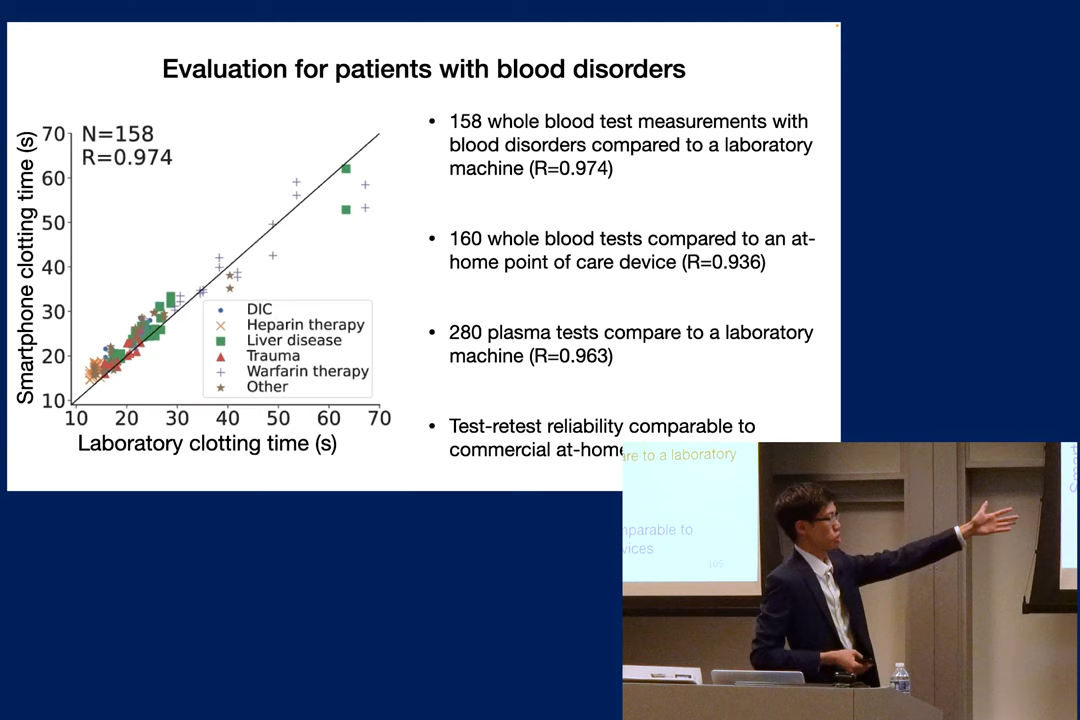 Evaluation for patients with blood disorders
N=158
R=0.974
70
60
50
40
30
20
10
Smartphone clotting time (s)
DIC
Heparin therapy
Liver disease
Trauma
Warfarin therapy
Other
10 20 30 40 50 60 70
Laboratory clotting time (s)
• 158 whole blood test measurements with
blood disorders compared to a laboratory
machine (R=0.974)
• 160 whole blood tests compared to an at-
home point of care device (R=0.936)
• 280 plasma tests compare to a laboratory
machine (R=0.963)
• Test-retest reliability comparable to
commercial at-home
are to a laboratory
mparable to
vices
105